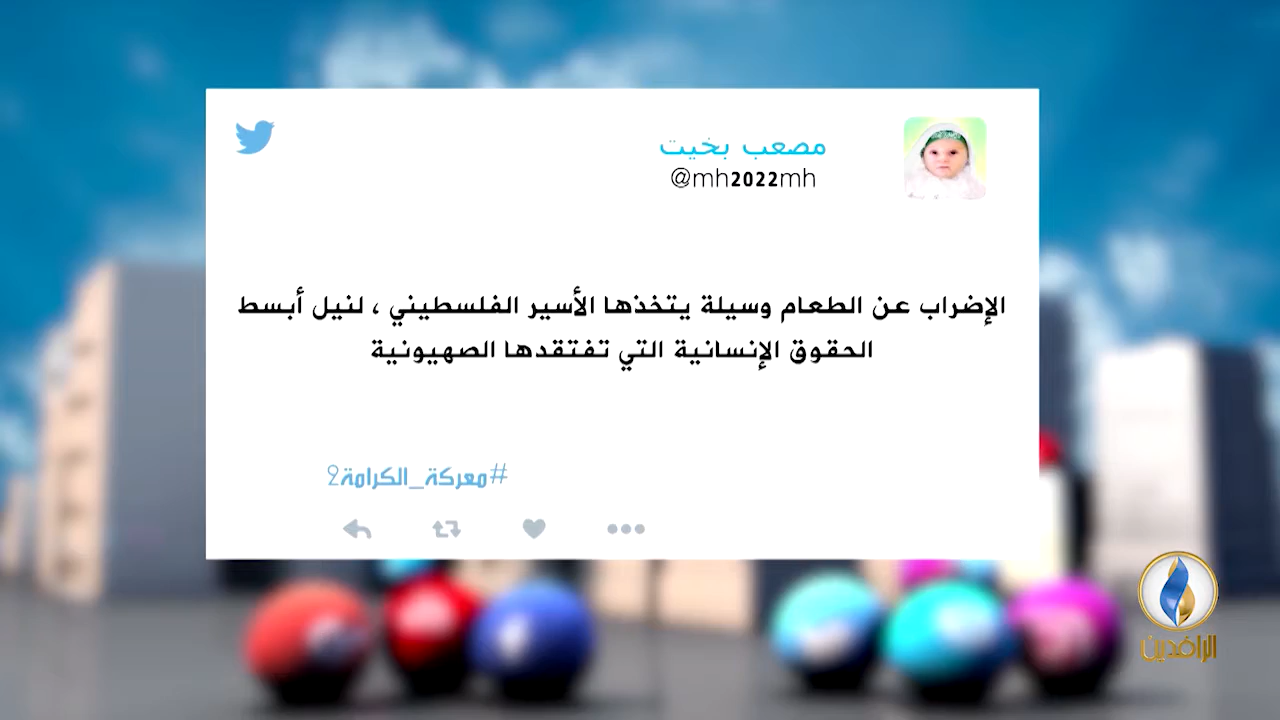 مصعب بخيت
@mh2022mh
الإضراب عن الطعام وسيلة يتخذها الأسير الفلسطيني ، لنيل أبسط
الحقوق الإنسانية التي تفتقدها الصهيونية
#معركة_الكرامة2
الرافدين